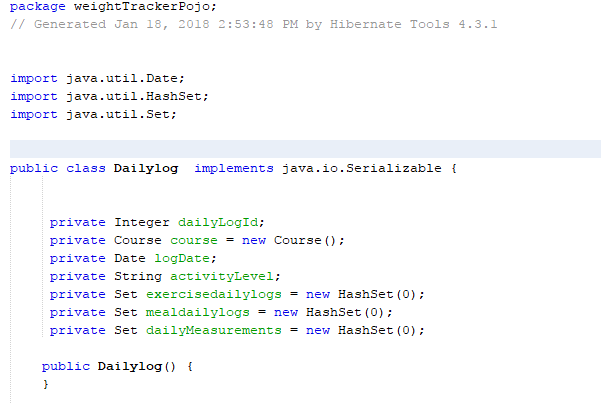 package weightTrackerPojo;
// Generated Jan 18, 2018 2:53:48 PM by Hibernate Tools 4.3.1
import java.util.Date;
import java.util.HashSet;
import java.util.Set;
public class Dailylog  implements java.io.Serializable {
private Integer dailyLogId;
private Course course = new Course();
private Date logDate;
private String activityLevel;
private Set exercisedailylogs = new HashSet(0);
private Set mealdailylogs = new HashSet(0);
private Set dailyMeasurements = new HashSet(0);
public Dailylog() {
}